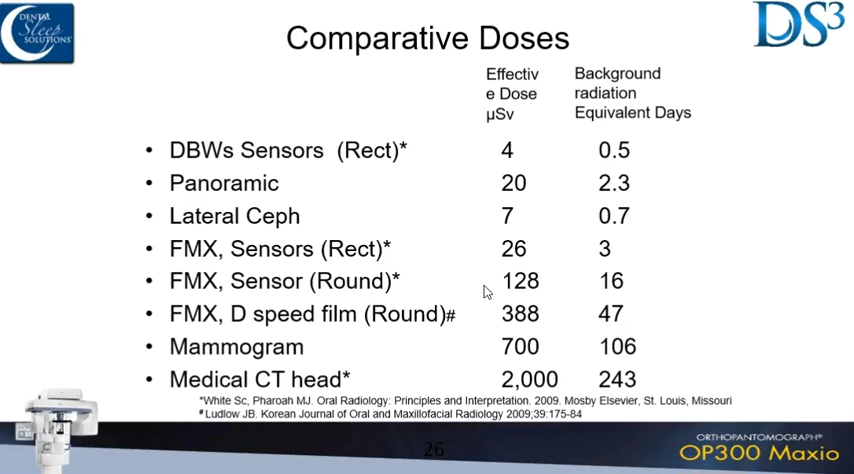 DENTAL
Sleep
SOLUTIONS
DS3
Comparative Doses
Effectiv
e Dose
µSv
Background
radiation
Equivalent Days
• DBWs Sensors (Rect)* 4 0.5
• Panoramic 20 2.3
• Lateral Ceph 7 0.7
• FMX, Sensors (Rect)* 26 3
• FMX, Sensor (Round)* 128 16
• FMX, D speed film (Round)# 388 47
• Mammogram 700 106
• Medical CT head* 2,000 243
*White Sc, Pharoah MJ. Oral Radiology: Principles and Interpretation. 2009. Mosby Elsevier, St. Louis, Missouri
# Ludlow JB. Korean Journal of Oral and Maxillofacial Radiology 2009;39:175-84
26
ORTHOPANTOMOGRAPH®
OP300 Maxio